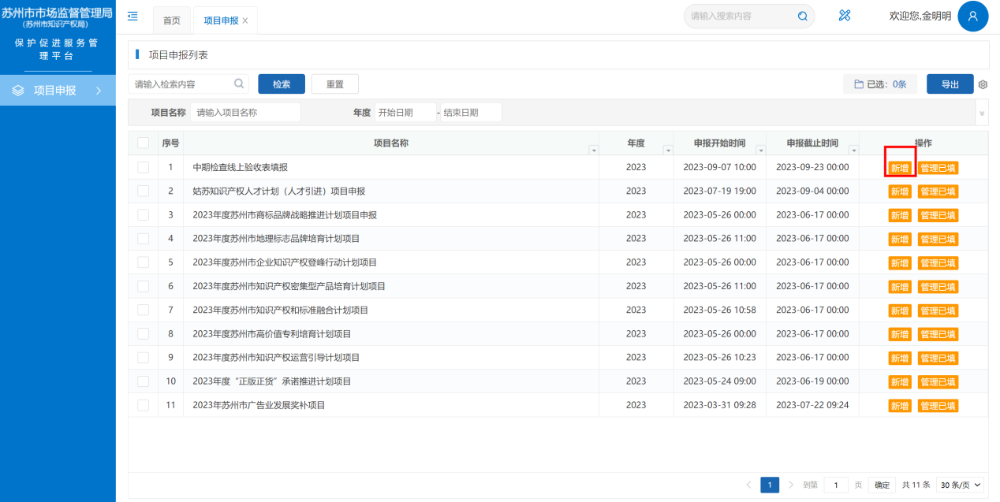 苏州市市场监督管理局
(苏州市知识产权局)
保护促进服务管
理平台
项目申报
首页 项目申报 X 请输入搜索内容 欢迎您,金明明
项目申报列表
请输入检索内容 检索 重置 已选: 0条 导出
项目名称 请输入项目名称 年度 开始日期 - 结束日期
序号 项目名称 年度 申报开始时间 申报截止时间 操作
1 中期检查线上验收表填报 2023 2023-09-07 10:00 2023-09-23 00:00 新增 管理已填
2 姑苏知识产权人才计划（人才引进）项目申报 2023 2023-07-19 19:00 2023-09-04 00:00 新增 管理已填
3 2023年度苏州市商标品牌战略推进计划项目申报 2023 2023-05-26 00:00 2023-06-17 00:00 新增 管理已填
4 2023年度苏州市地理标志品牌培育计划项目 2023 2023-05-26 11:00 2023-06-17 00:00 新增 管理已填
5 2023年度苏州市企业知识产权登峰行动计划项目 2023 2023-05-26 00:00 2023-06-17 00:00 新增 管理已填
6 2023年度苏州市知识产权密集型产品培育计划项目 2023 2023-05-26 11:00 2023-06-17 00:00 新增 管理已填
7 2023年度苏州市知识产权和标准融合计划项目 2023 2023-05-26 10:58 2023-06-17 00:00 新增 管理已填
8 2023年度苏州市高价值专利培育计划项目 2023 2023-05-26 00:00 2023-06-17 00:00 新增 管理已填
9 2023年度苏州市知识产权运营引导计划项目 2023 2023-05-26 10:23 2023-06-17 00:00 新增 管理已填
10 2023年度“正版正货”承诺推进计划项目 2023 2023-05-24 09:00 2023-06-19 00:00 新增 管理已填
11 2023年苏州市广告业发展奖补项目 2023 2023-03-31 09:28 2023-07-22 09:24 新增 管理已填
1 到第 1 页 确定 共 11 条 30 条/页